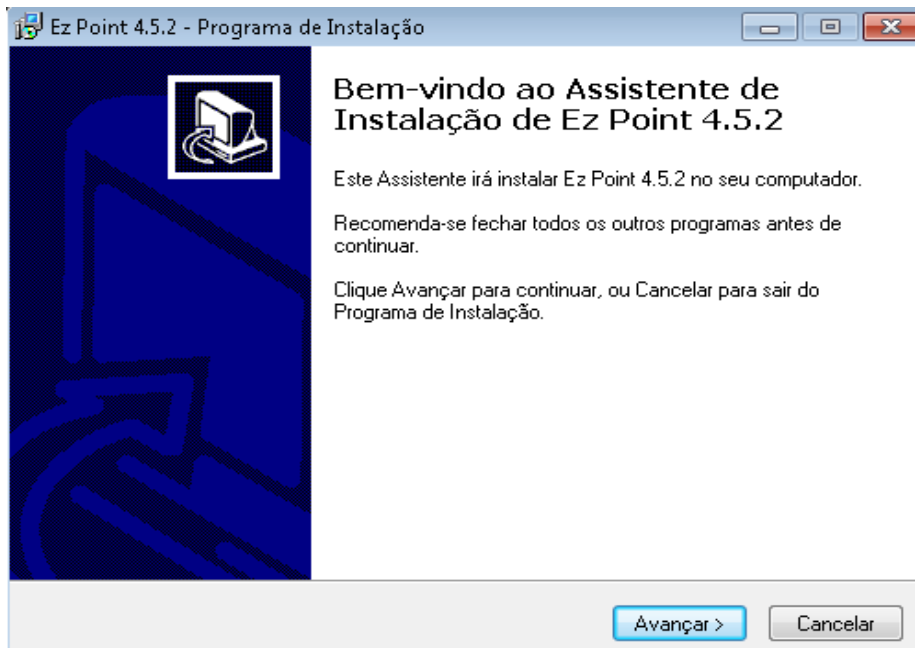 Ez Point 4.5.2 - Programa de Instalação
Bem-vindo ao Assistente de
Instalação de Ez Point 4.5.2
Este Assistente irá instalar Ez Point 4.5.2 no seu computador.
Recomenda-se fechar todos os outros programas antes de
continuar.
Clique Avançar para continuar, ou Cancelar para sair do
Programa de Instalação.
Avançar >
Cancelar